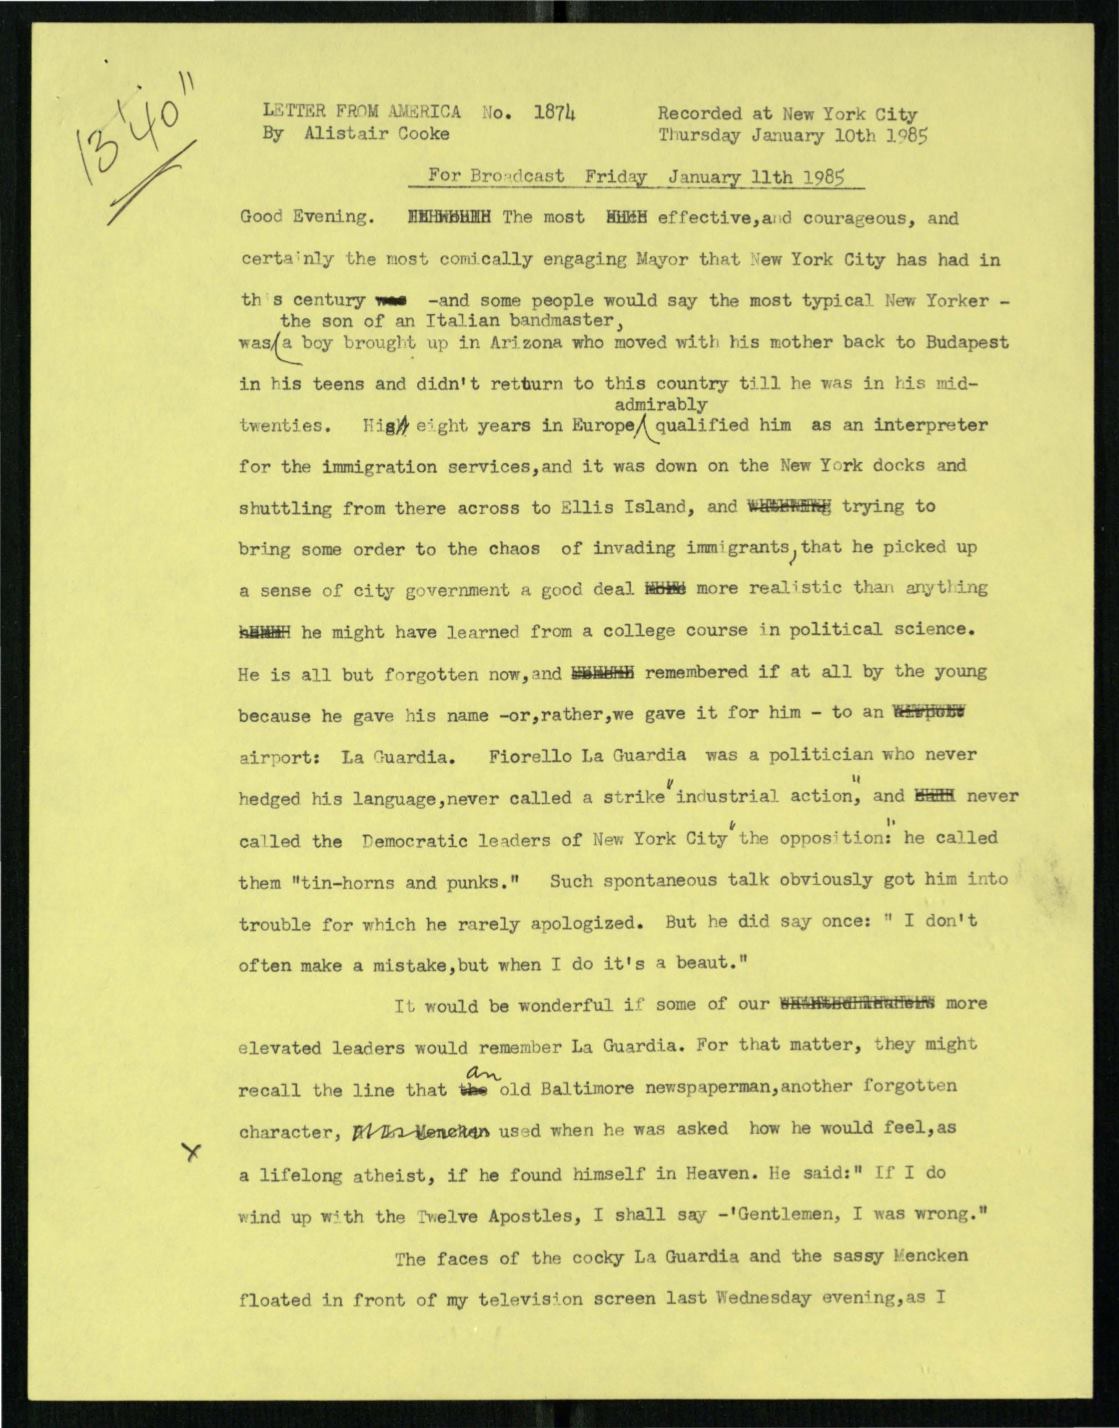 13'40"
LETTER FROM AMERICA No. 1874 Recorded at New York City
By Alistair Cooke Thursday January 10th 1985
For Broadcast Friday January 11th 1985
Good Evening. The most effective,and courageous, and
certainly the most comically engaging Mayor that New York City has had in
this century was -and some people would say the most typical New Yorker -
the son of an Italian bandmaster,
was a boy brought up in Arizona who moved with his mother back to Budapest
in his teens and didn't retturn to this country till he was in his mid-
admirably
twenties. His eight years in Europe qualified him as an interpreter
for the immigration services,and it was down on the New York docks and
shuttling from there across to Ellis Island, and trying to
bring some order to the chaos of invading immigrants, that he picked up
a sense of city government a good deal more realistic than anything
he might have learned from a college course in political science.
He is all but forgotten now,and remembered if at all by the young
because he gave his name -or,rather,we gave it for him - to an
airport: La Guardia. Fiorello La Guardia was a politician who never
hedged his language,never called a strike "industrial action," and never
called the Democratic leaders of New York City "the opposition:" he called
them "tin-horns and punks." Such spontaneous talk obviously got him into
trouble for which he rarely apologized. But he did say once: " I don't
often make a mistake,but when I do it's a beaut."
It would be wonderful if some of our more
elevated leaders would remember La Guardia. For that matter, they might
an
recall the line that the old Baltimore newspaperman,another forgotten
character, Mencken used when he was asked how he would feel,as
x
a lifelong atheist, if he found himself in Heaven. He said:" If I do
wind up with the Twelve Apostles, I shall say -'Gentlemen, I was wrong."
The faces of the cocky La Guardia and the sassy Mencken
floated in front of my television screen last Wednesday evening,as I